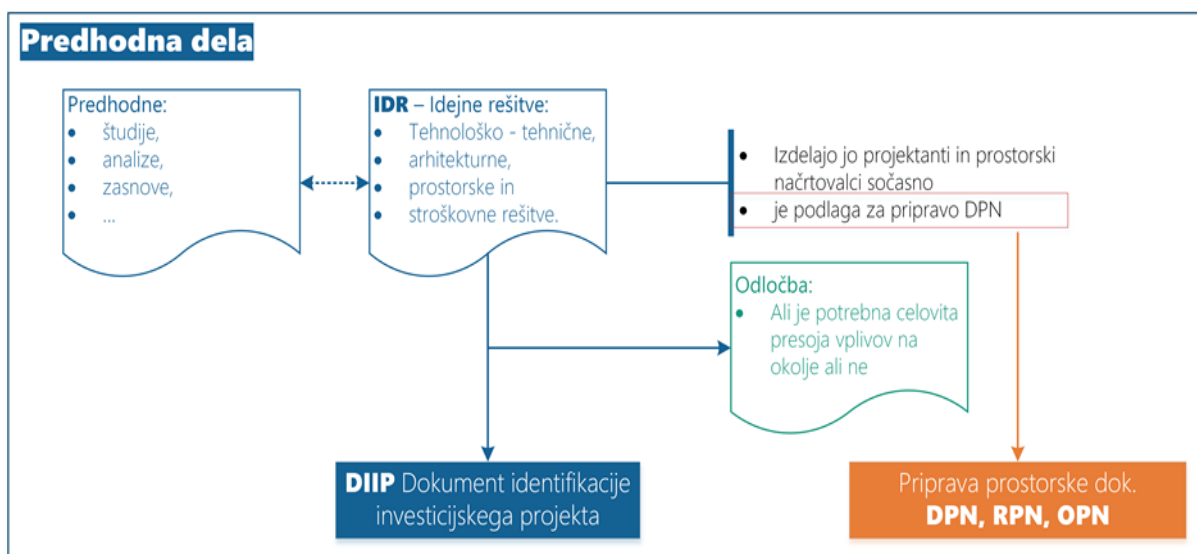 Predhodna dela
Predhodne:
• študije,
• analize,
• zasnove,
• ...
IDR – Idejne rešitve:
• Tehnološko - tehnične,
• arhitekturne,
• prostorske in
• stroškovne rešitve.
• Izdelajo jo projektanti in prostorski
načrtovalci sočasno
• je podlaga za pripravo DPN
Odločba:
• Ali je potrebna celovita
presoja vplivov na
okolje ali ne
DIIP Dokument identifikacije
investicijskega projekta
Priprava prostorske dok.
DPN, RPN, OPN